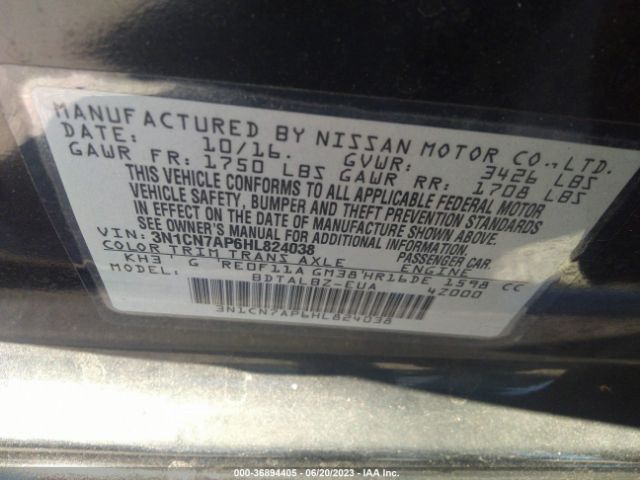 MANUFACTURED BY NISSAN MOTOR CO.,LTD.
DATE: 10/16. GVWR: 3426 LBS
GAWR FR: 1750 LBS GAWR RR: 1708 LBS
THIS VEHICLE CONFORMS TO ALL APPLICABLE FEDERAL MOTOR
VEHICLE SAFETY, BUMPER AND THEFT PREVENTION STANDARDS
IN EFFECT ON THE DATE OF MANUFACTURE SHOWN ABOVE.
SEE OWNER'S MANUAL FOR ADDITIONAL INFORMATION.
VIN: 3N1CN7AP6HL824038 PASSENGER CAR.
COLOR TRIM TRANS AXLE ENGINE
KH3 G RE0F11A GM38 HR16DE 1598 CC
MODEL: BDTALBZ-EUA 4Z000
3N1CN7AP6HL824038
000-36894405 - 06/20/2023 - IAA Inc.